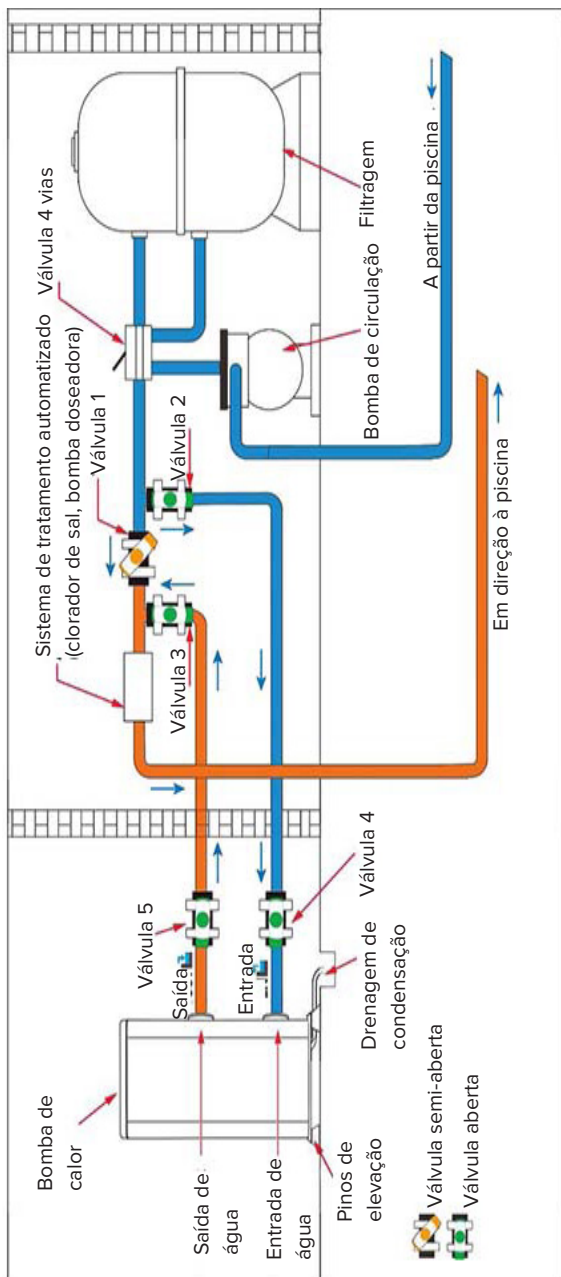 Bomba de
calor
Saída de
água
Entrada de
água
Pinos de
elevação
Válvula semi-aberta
Válvula aberta
Saída
Entrada
Válvula 5
Válvula 4
Drenagem de
condensação
Sistema de tratamento automatizado
(clorador de sal, bomba doseadora)
Válvula 1
Válvula 2
Válvula 3
Válvula 4 vias
Bomba de circulação
Filtragem
A partir da piscina
Em direção à piscina